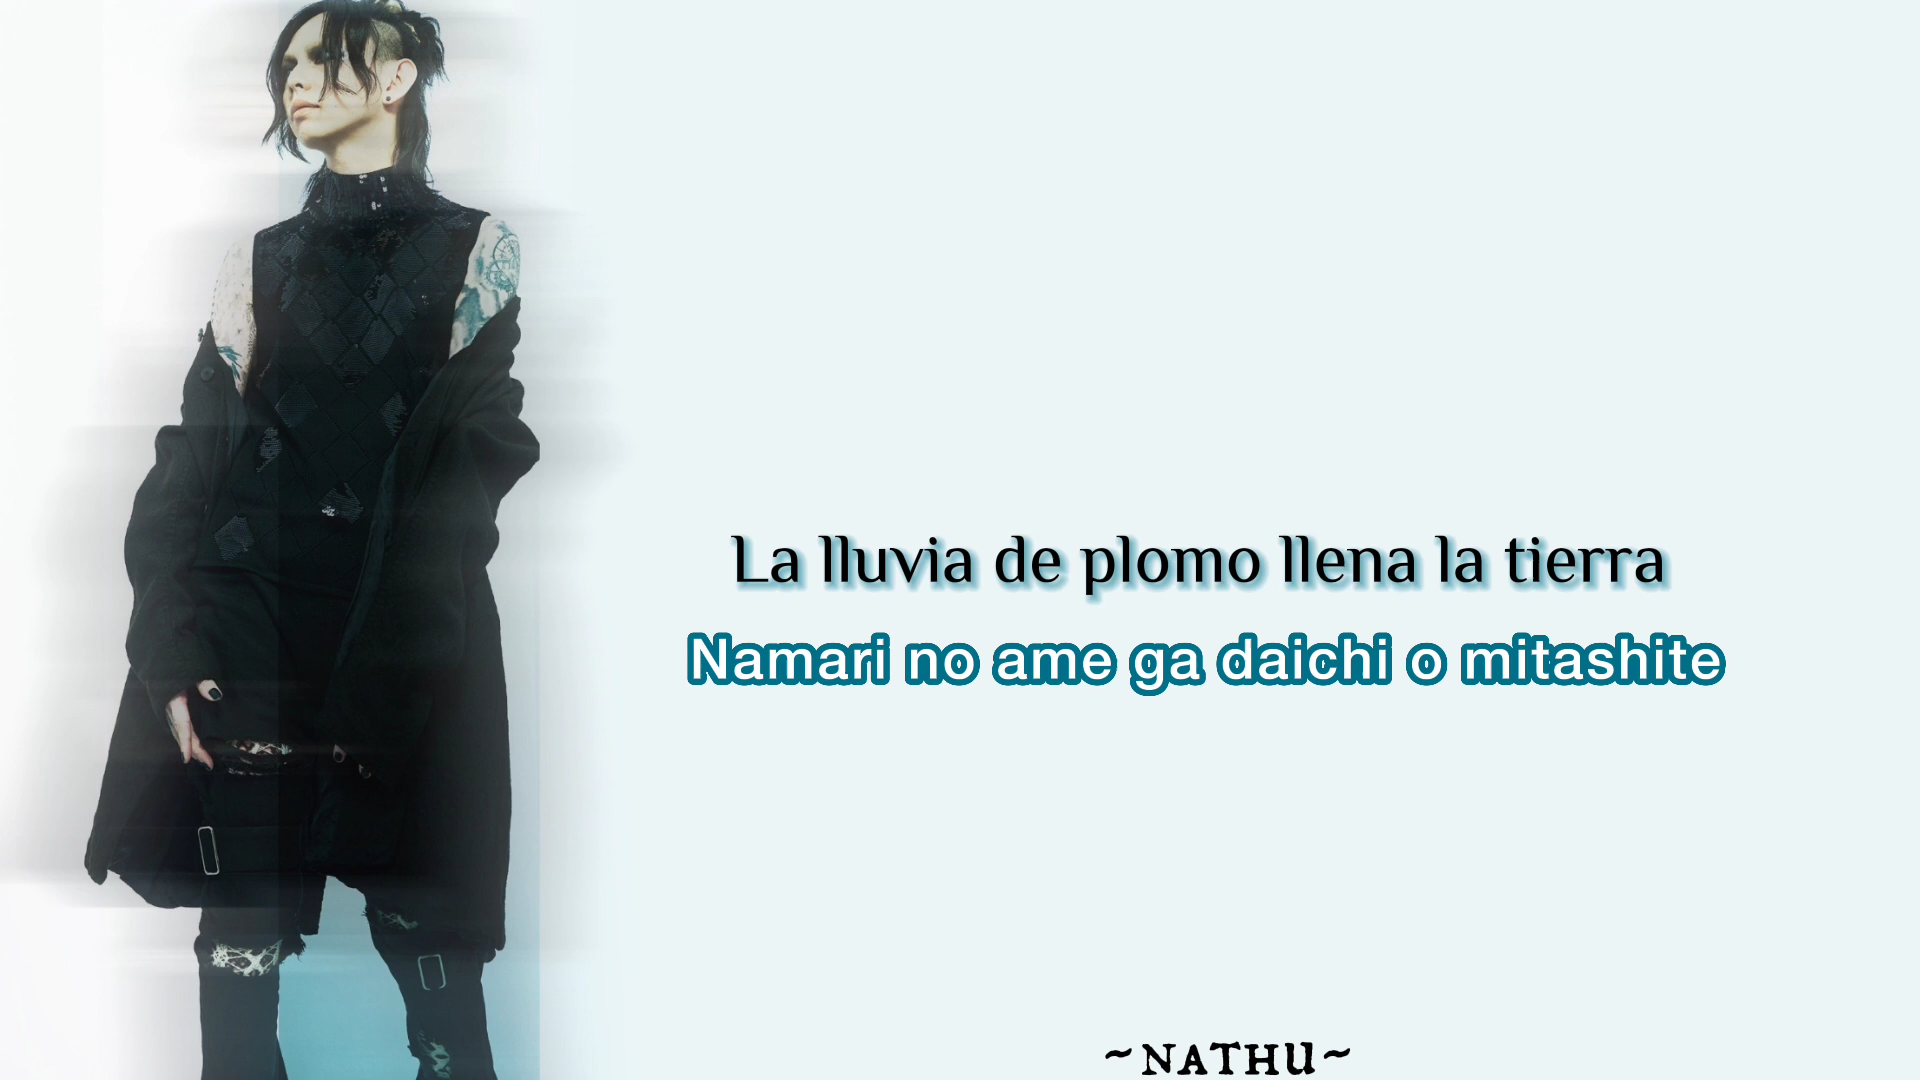 La lluvia de plomo llena la tierra
Namari no ame ga daichi o mitashite
~NATHU~